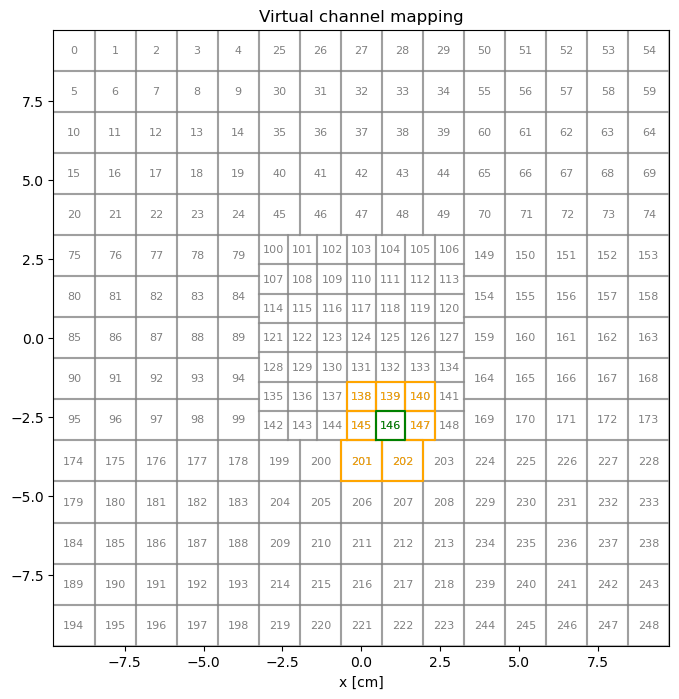 Virtual channel mapping
0 1 2 3 4 25 26 27 28 29 50 51 52 53 54
7.5 5 6 7 8 9 30 31 32 33 34 55 56 57 58 59
10 11 12 13 14 35 36 37 38 39 60 61 62 63 64
5.0 15 16 17 18 19 40 41 42 43 44 65 66 67 68 69
20 21 22 23 24 45 46 47 48 49 70 71 72 73 74
2.5 75 76 77 78 79 100 101 102 103 104 105 106 149 150 151 152 153
107 108 109 110 111 112 113
80 81 82 83 84 114 115 116 117 118 119 120 154 155 156 157 158
0.0 85 86 87 88 89 121 122 123 124 125 126 127 159 160 161 162 163
128 129 130 131 132 133 134
90 91 92 93 94 135 136 137 138 139 140 141 164 165 166 167 168
−2.5 95 96 97 98 99 142 143 144 145 146 147 148 169 170 171 172 173
174 175 176 177 178 199 200 201 202 203 224 225 226 227 228
−5.0 179 180 181 182 183 204 205 206 207 208 229 230 231 232 233
184 185 186 187 188 209 210 211 212 213 234 235 236 237 238
−7.5 189 190 191 192 193 214 215 216 217 218 239 240 241 242 243
194 195 196 197 198 219 220 221 222 223 244 245 246 247 248
−7.5 −5.0 −2.5 0.0 2.5 5.0 7.5
x [cm]